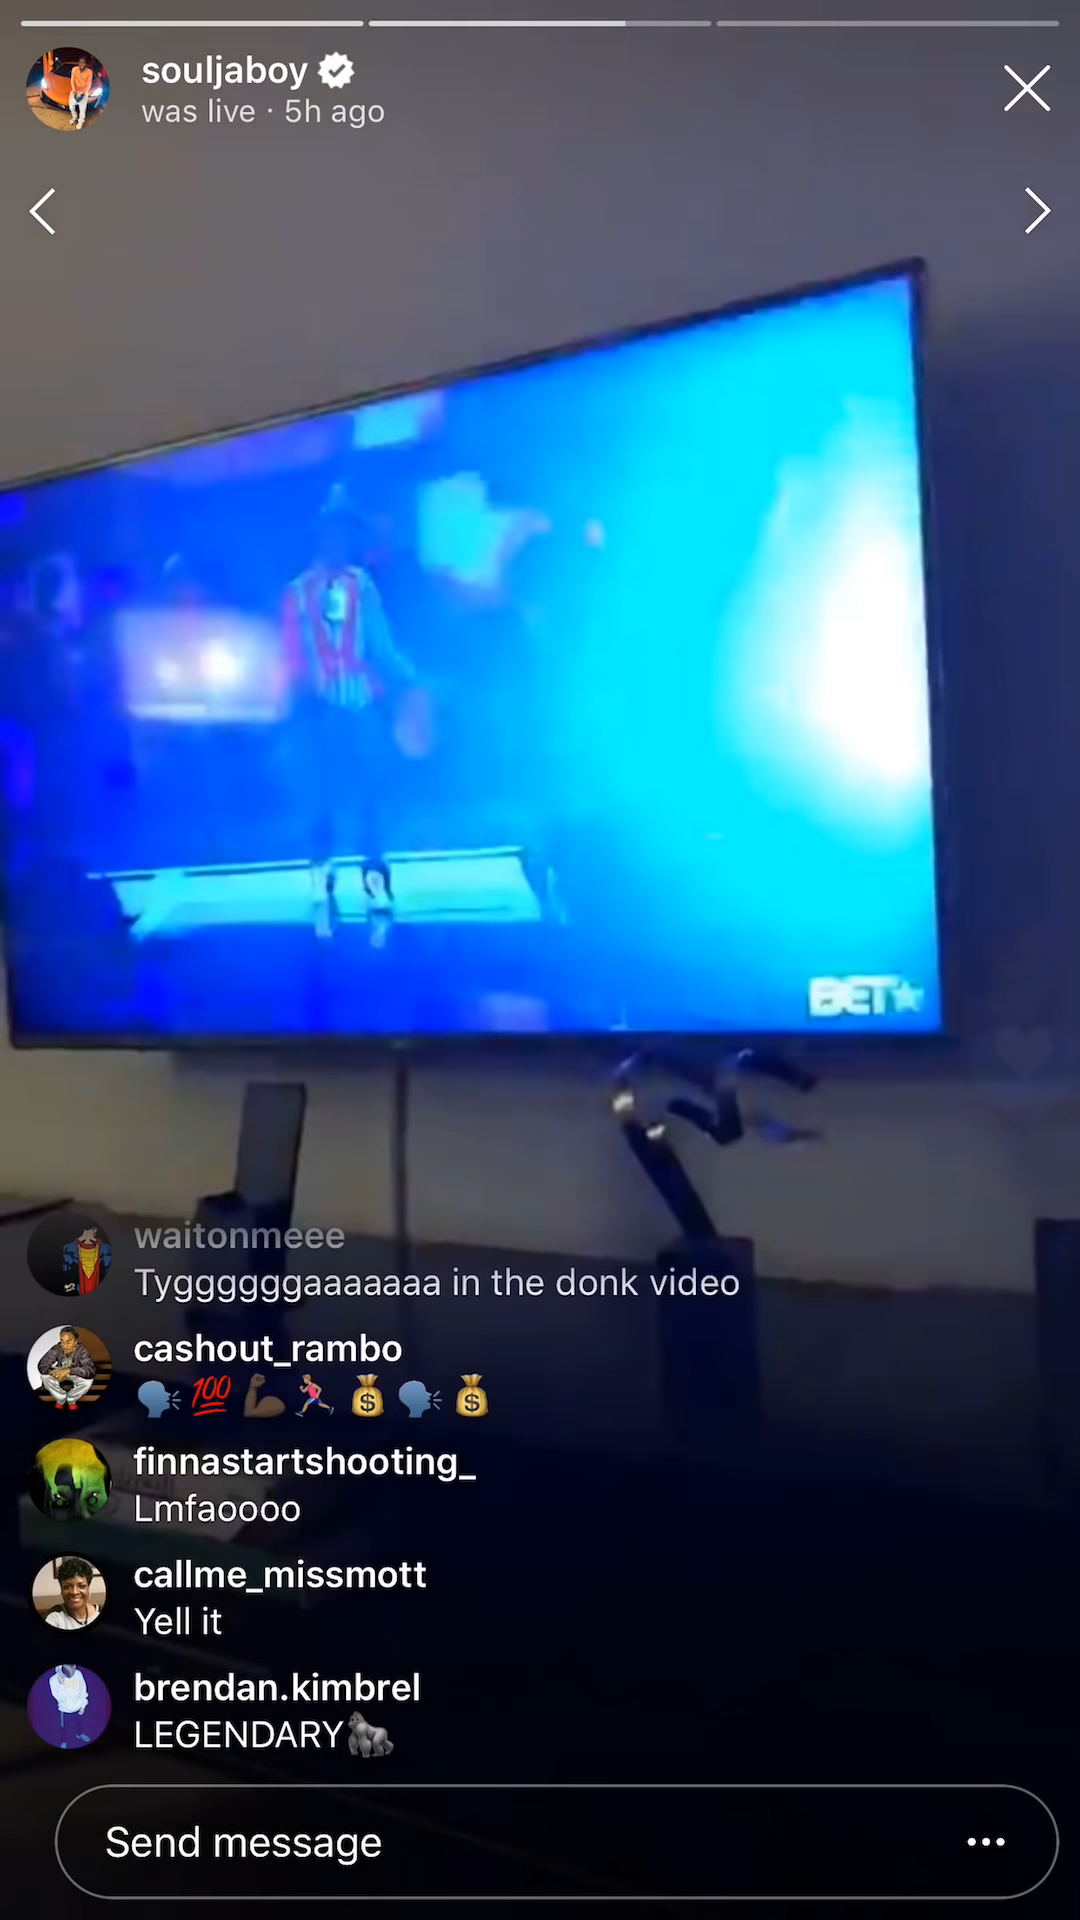 souljaboy
was live · 5h ago
BET★
waitonmeee
Tyggggggaaaaaaa in the donk video
cashout_rambo
🗣💯💪🏽🏃🏽💰🗣💰
finnastartshooting_
Lmfaoooo
callme_missmott
Yell it
brendan.kimbrel
LEGENDARY🦍
Send message